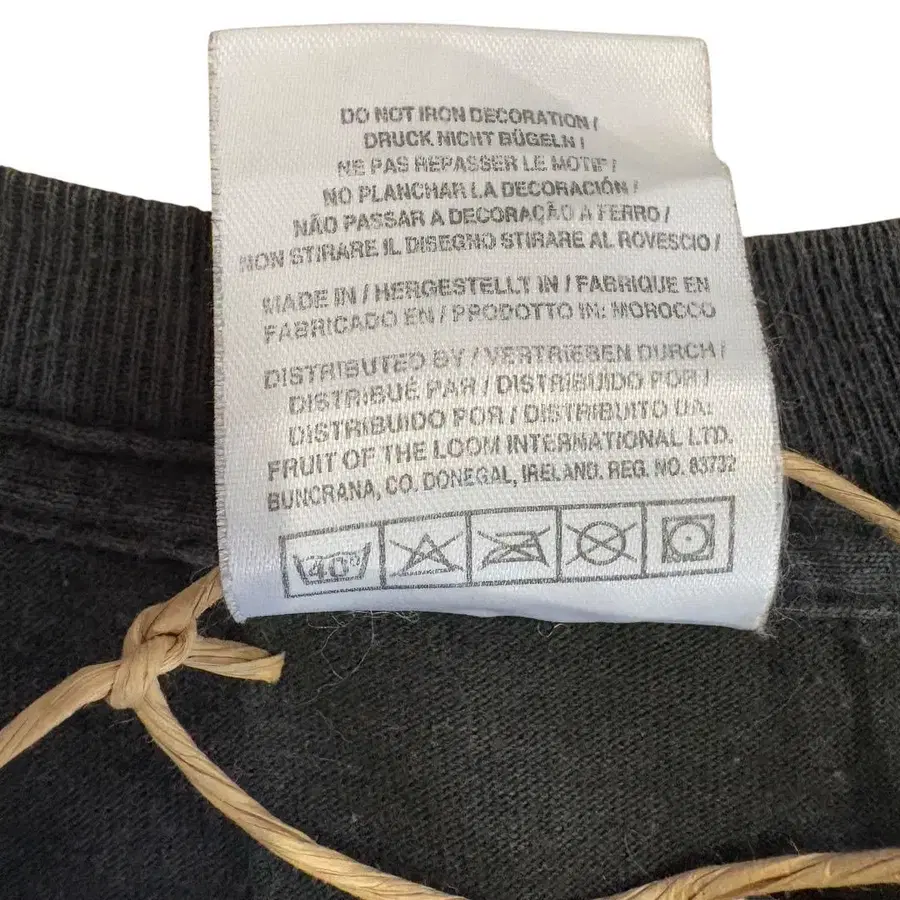 DO NOT IRON DECORATION /
DRUCK NICHT BÜGELN /
NE PAS REPASSER LE MOTIF /
NO PLANCHAR LA DECORACIÓN /
NÃO PASSAR A DECORAÇÃO A FERRO /
NON STIRARE IL DISEGNO STIRARE AL ROVESCIO /
MADE IN / HERGESTELLT IN / FABRIQUE EN
FABRICADO EN / PRODOTTO IN: MOROCCO
DISTRIBUTED BY / VERTRIEBEN DURCH /
DISTRIBUÉ PAR / DISTRIBUÍDO POR /
DISTRIBUIDO POR / DISTRIBUITO DA:
FRUIT OF THE LOOM INTERNATIONAL LTD.
BUNCRANA, CO. DONEGAL, IRELAND. REG. NO. 83732
40°